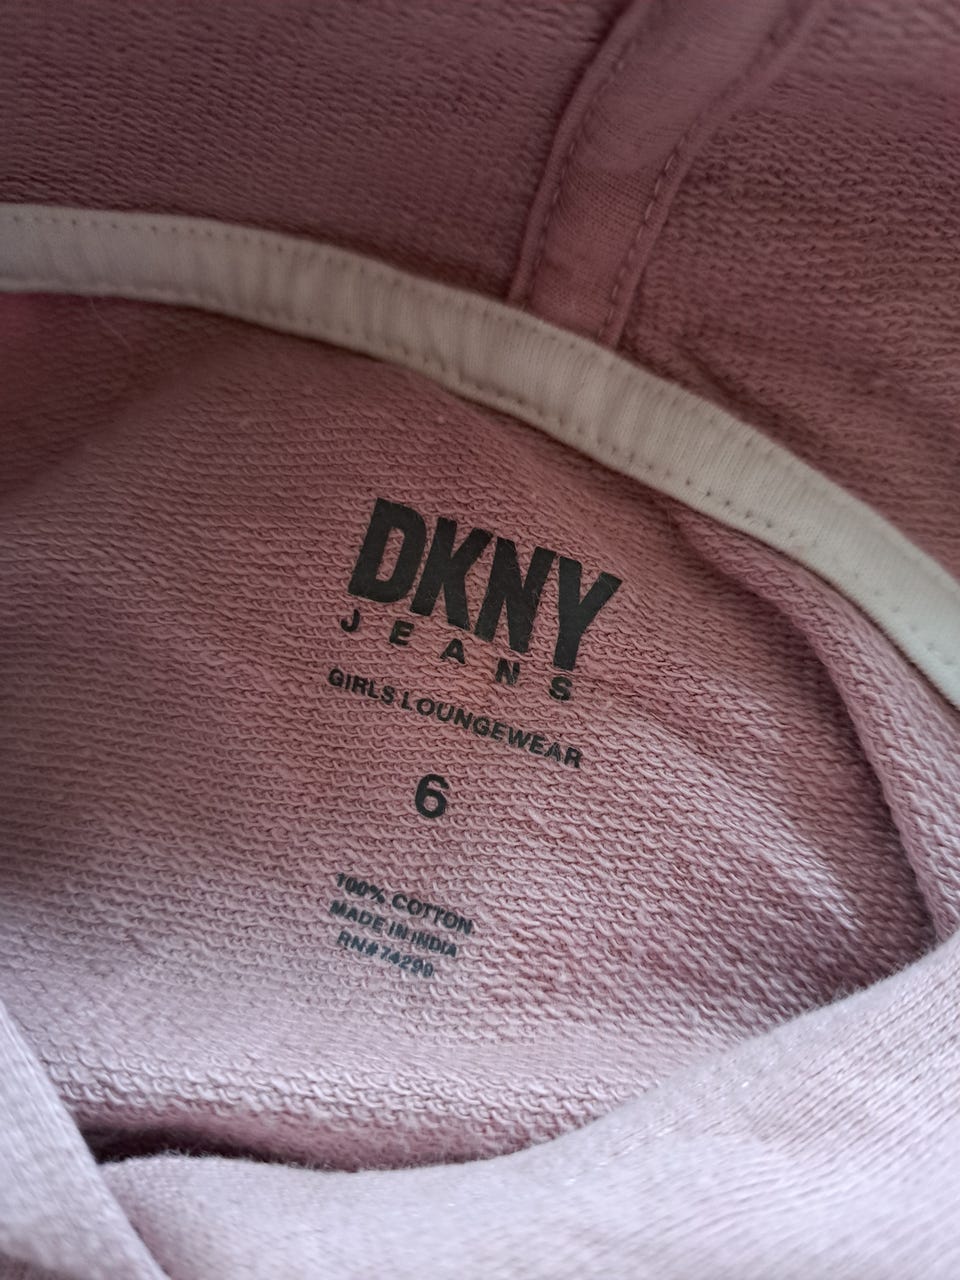 DKNY
JEANS
GIRLS LOUNGEWEAR
6
100% COTTON
MADE IN INDIA
RN#74299